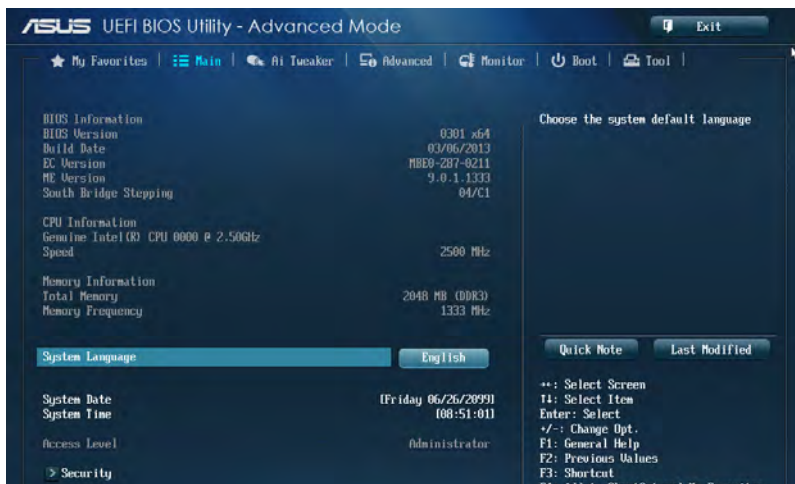 ASUS UEFI BIOS Utility - Advanced Mode
Exit
My Favorites | Main | Ai Tweaker | Advanced | Monitor | Boot | Tool |
BIOS Information
BIOS Version 0301 x64
Build Date 03/06/2013
EC Version MBE0-Z87-0211
ME Version 9.0.1.1333
South Bridge Stepping 04/C1
CPU Information
Genuine Intel(R) CPU 0000 @ 2.50GHz
Speed 2500 MHz
Memory Information
Total Memory 2048 MB (DDR3)
Memory Frequency 1333 MHz
System Language English
System Date [Friday 06/26/2099]
System Time [08:51:01]
Access Level Administrator
> Security
Choose the system default language
Quick Note Last Modified
→←: Select Screen
↑↓: Select Item
Enter: Select
+/-: Change Opt.
F1: General Help
F2: Previous Values
F3: Shortcut